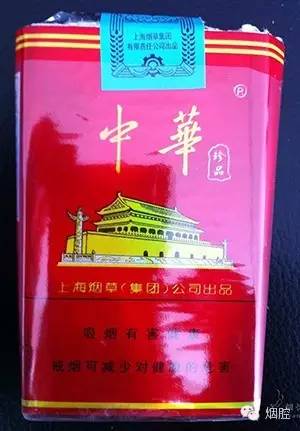 上海烟草集团
有限责任公司出品
R
中華
珍品
上海烟草(集团)公司出品
吸烟有害健康
戒烟可减少对健康的危害
烟腔